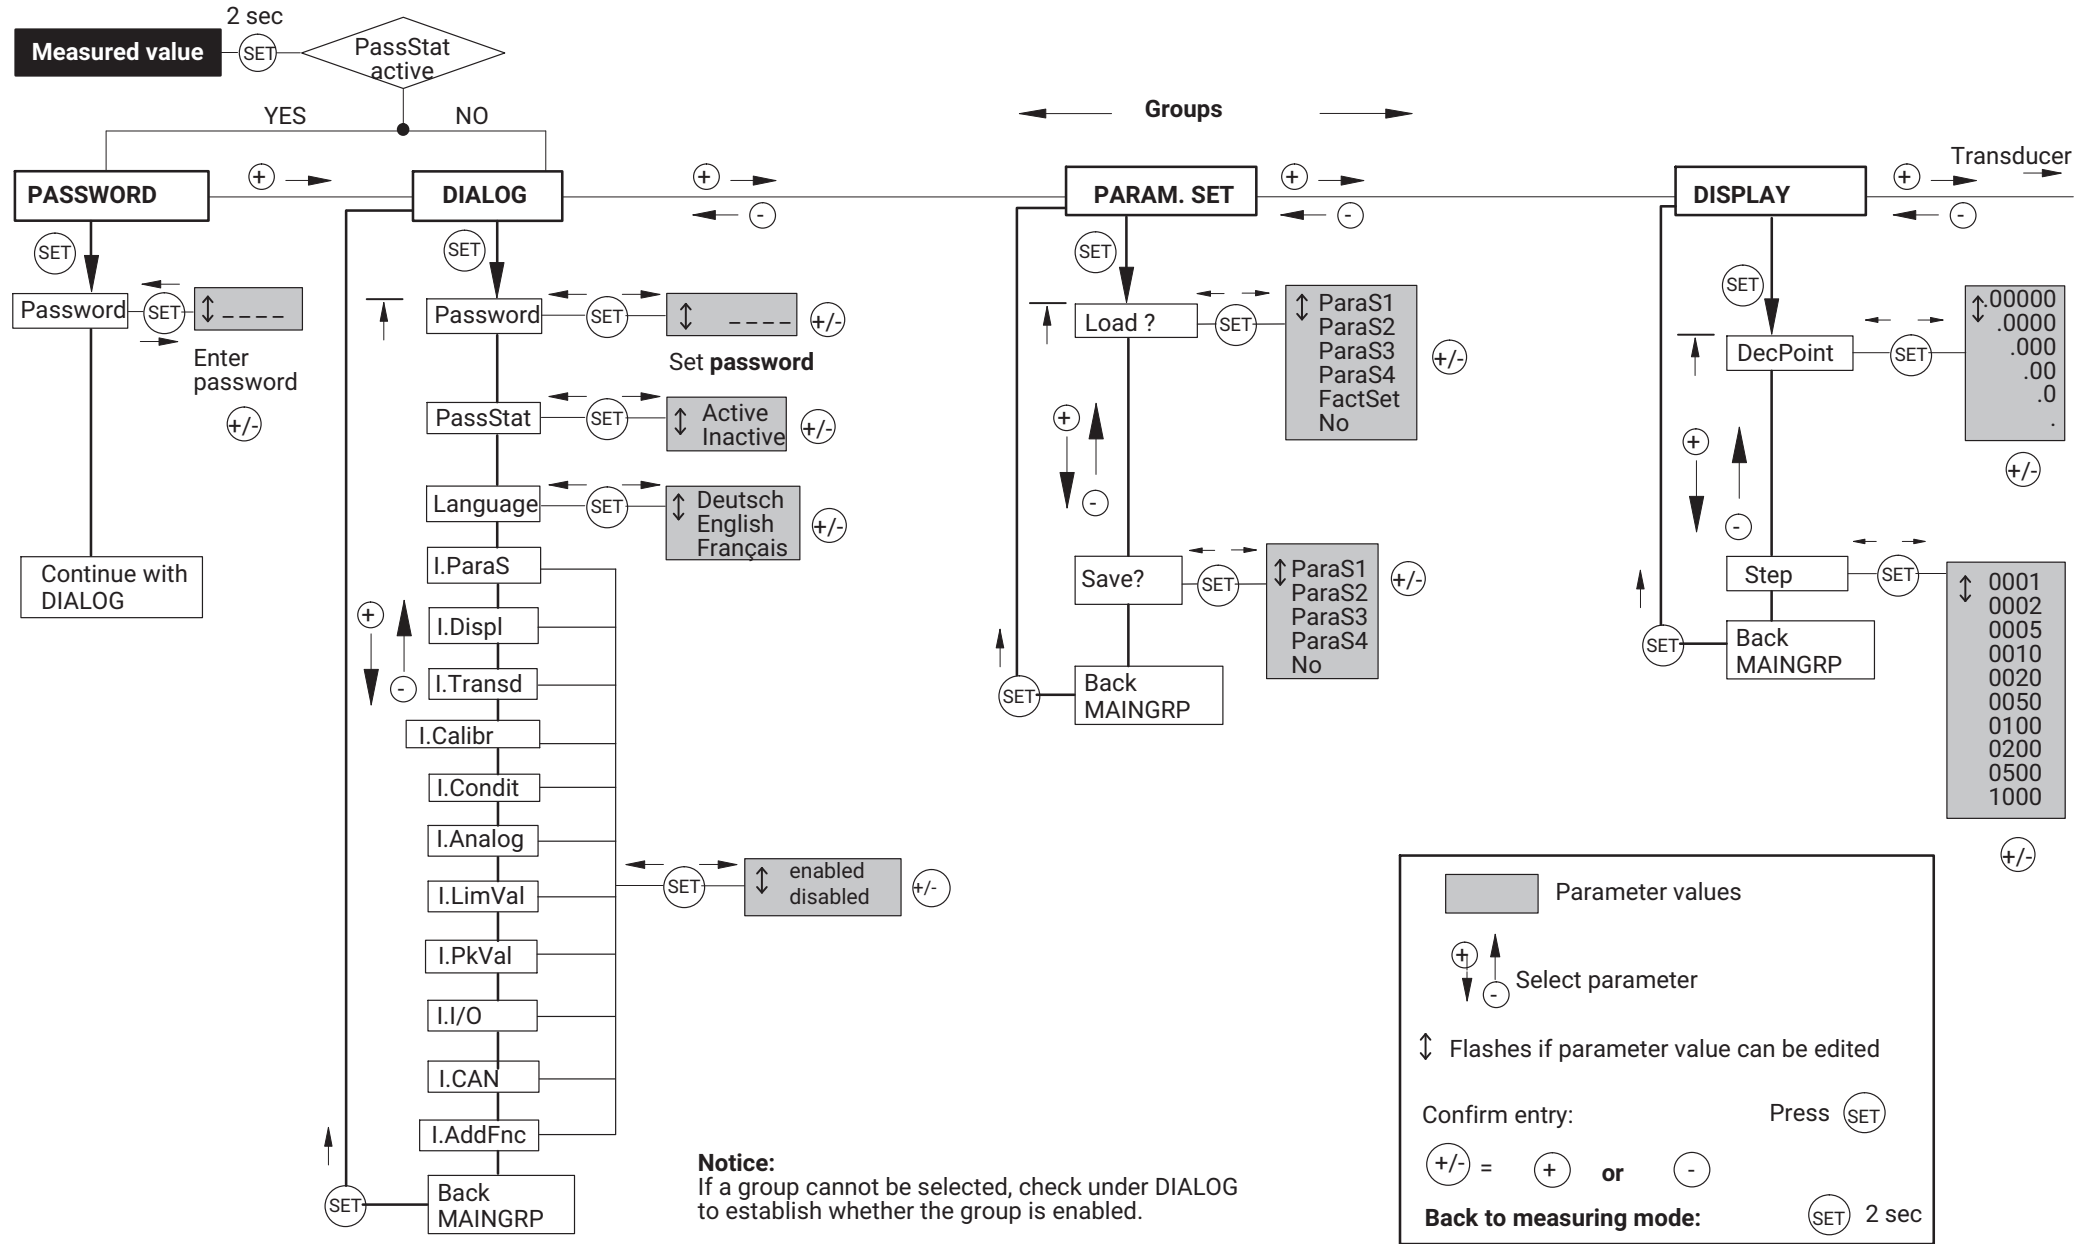 2 sec
Measured value
SET
PassStat
active
YES
NO
Groups
Transducer
PASSWORD
+
DIALOG
+
-
PARAM. SET
+
-
DISPLAY
+
-
SET
Password
SET
_ _ _ _
Enter
password
+/-
Continue with
DIALOG
SET
Password
SET
_ _ _ _
+/-
Set password
PassStat
SET
Active
Inactive
+/-
Language
SET
Deutsch
English
Français
+/-
I.ParaS
I.Displ
+
-
I.Transd
I.Calibr
I.Condit
I.Analog
I.LimVal
SET
enabled
disabled
+/-
I.PkVal
I.I/O
I.CAN
I.AddFnc
SET
Back
MAINGRP
SET
Load ?
SET
ParaS1
ParaS2
ParaS3
ParaS4
FactSet
No
+/-
+
-
Save?
SET
ParaS1
ParaS2
ParaS3
ParaS4
No
+/-
SET
Back
MAINGRP
SET
DecPoint
SET
.00000
.0000
.000
.00
.0
.
+/-
+
-
Step
SET
0001
0002
0005
0010
0020
0050
0100
0200
0500
1000
+/-
SET
Back
MAINGRP
Notice:
If a group cannot be selected, check under DIALOG
to establish whether the group is enabled.
Parameter values
+
-
Select parameter
Flashes if parameter value can be edited
Confirm entry: Press SET
+/- = + or -
Back to measuring mode: SET 2 sec